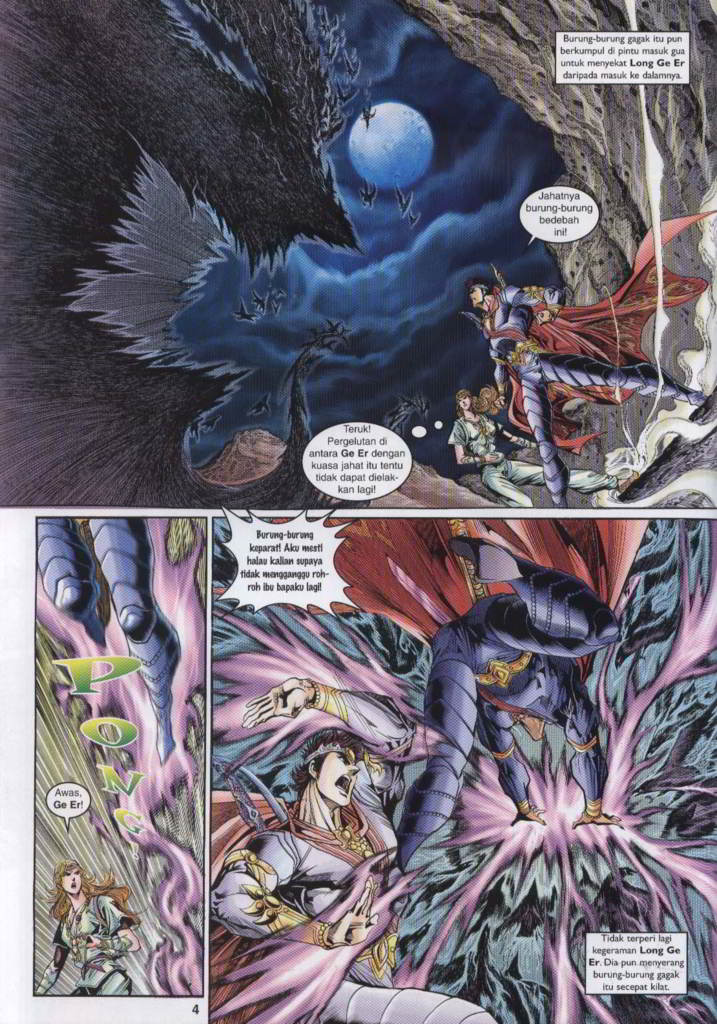 Burung-burung gagak itu pun
berkumpul di pintu masuk gua
untuk menyekat Long Ge Er
daripada masuk ke dalamnya.
Jahatnya
burung-burung
bedebah
ini!
Teruk!
Pergelutan di
antara Ge Er dengan
kuasa jahat itu tentu
tidak dapat dielak-
kan lagi!
PONG
Awas,
Ge Er!
Burung-burung
keparat! Aku mesti
halau kalian supaya
tidak mengganggu roh-
roh ibu bapaku lagi!
Tidak terperi lagi
kegeraman Long Ge
Er. Dia pun menyerang
burung-burung gagak
itu secepat kilat.
4